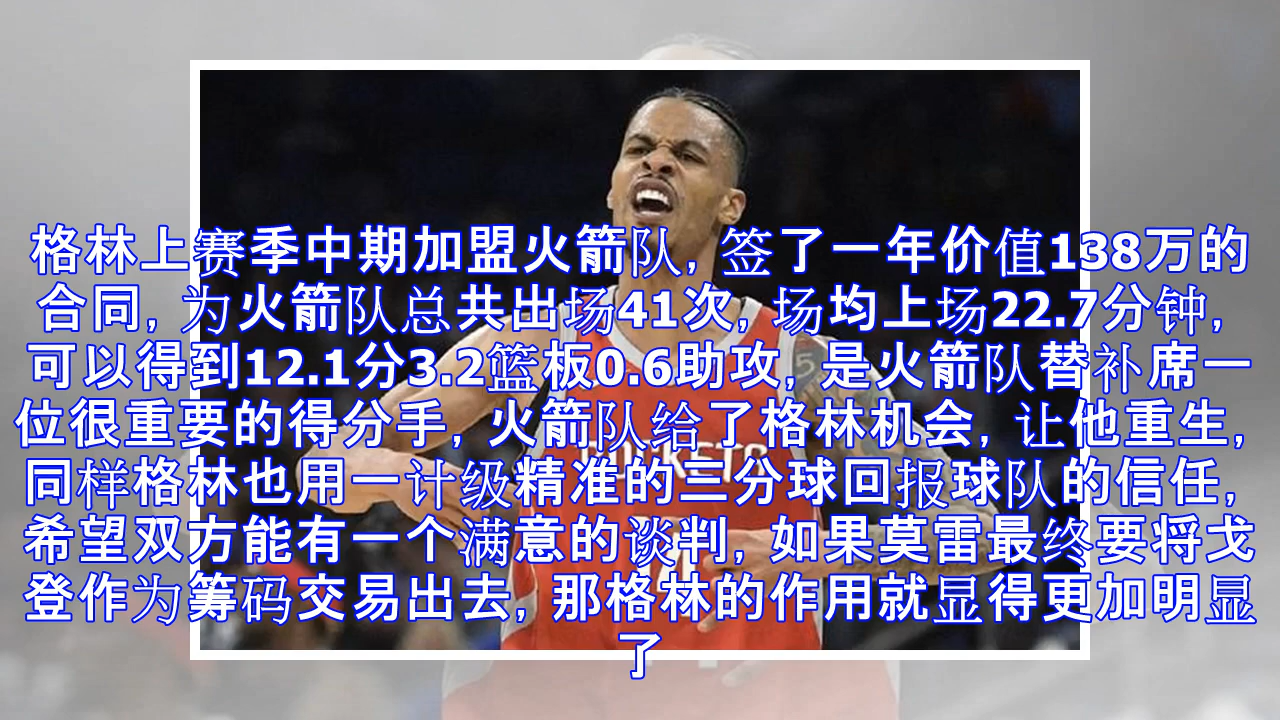 格林上赛季中期加盟火箭队, 签了一年价值138万的
合同, 为火箭队总共出场41次, 场均上场22.7分钟,
可以得到12.1分3.2篮板0.6助攻, 是火箭队替补席一
位很重要的得分手, 火箭队给了格林机会, 让他重生,
同样格林也用一计级精准的三分球回报球队的信任,
希望双方能有一个满意的谈判, 如果莫雷最终要将戈
登作为筹码交易出去, 那格林的作用就显得更加明显
了
5